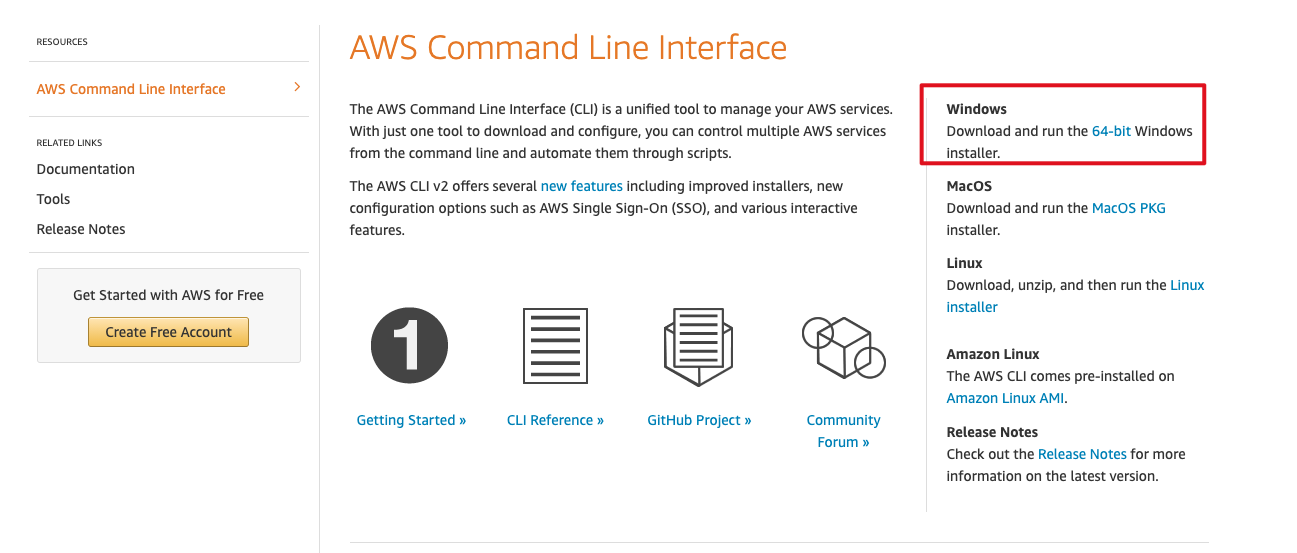 RESOURCES
AWS Command Line Interface
RELATED LINKS
Documentation
Tools
Release Notes
Get Started with AWS for Free
Create Free Account
AWS Command Line Interface
The AWS Command Line Interface (CLI) is a unified tool to manage your AWS services.
With just one tool to download and configure, you can control multiple AWS services
from the command line and automate them through scripts.
The AWS CLI v2 offers several new features including improved installers, new
configuration options such as AWS Single Sign-On (SSO), and various interactive
features.
1
Getting Started »
CLI Reference »
GitHub Project »
Community
Forum »
Windows
Download and run the 64-bit Windows
installer.
MacOS
Download and run the MacOS PKG
installer.
Linux
Download, unzip, and then run the Linux
installer
Amazon Linux
The AWS CLI comes pre-installed on
Amazon Linux AMI.
Release Notes
Check out the Release Notes for more
information on the latest version.